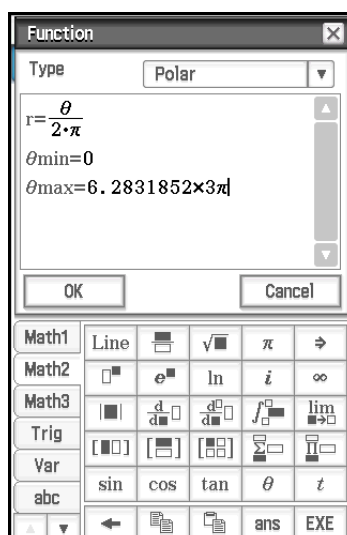 Function
Type Polar
r=θ/2·π
θmin=0
θmax=6.2831852×3π
OK Cancel
Math1 Line √■ π ⇒
Math2 □^■ e^■ ln i ∞
Math3 |■| d/d■□ d^□/d■^□□ ∫ lim ■→□
Trig [■□] Σ□ Π□
Var sin cos tan θ t
abc ← ans EXE